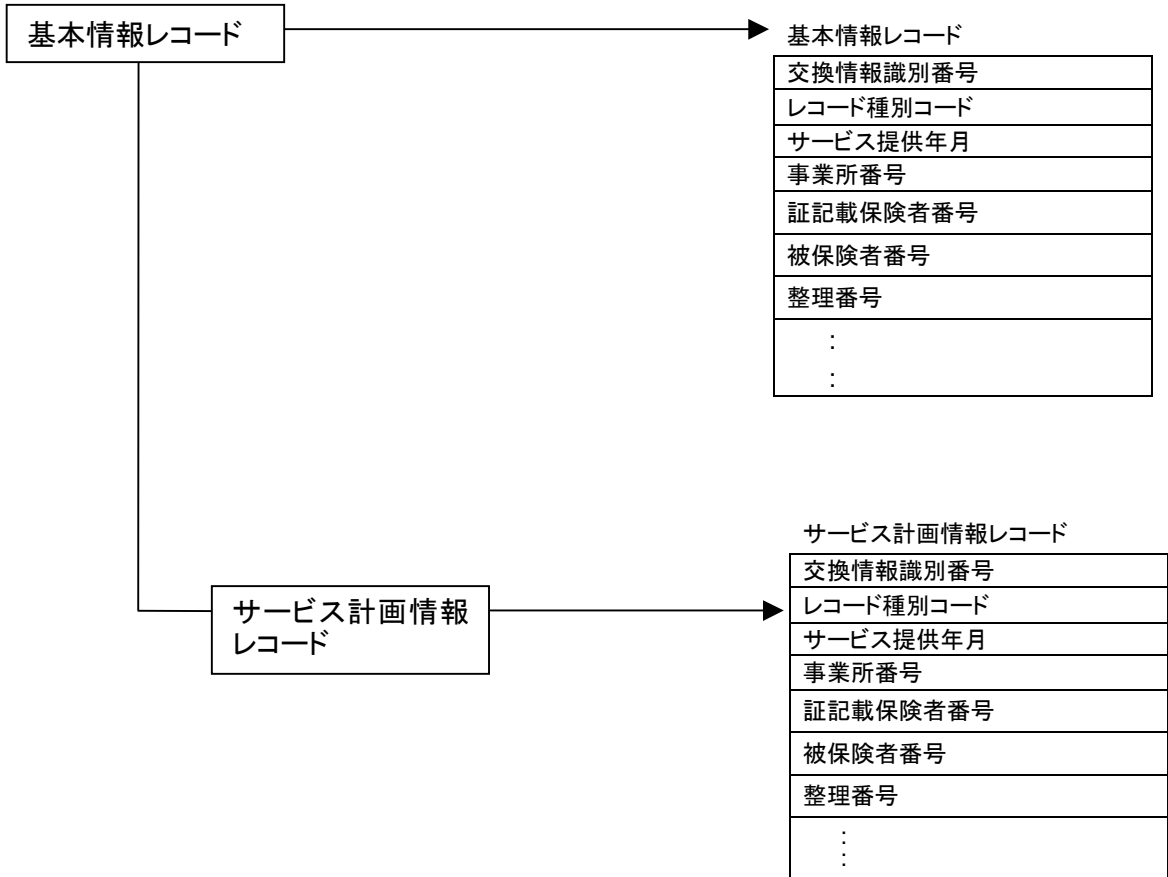 基本情報レコード
基本情報レコード
交換情報識別番号
レコード種別コード
サービス提供年月
事業所番号
証記載保険者番号
被保険者番号
整理番号
:
:
サービス計画情報
レコード
サービス計画情報レコード
交換情報識別番号
レコード種別コード
サービス提供年月
事業所番号
証記載保険者番号
被保険者番号
整理番号
:
: